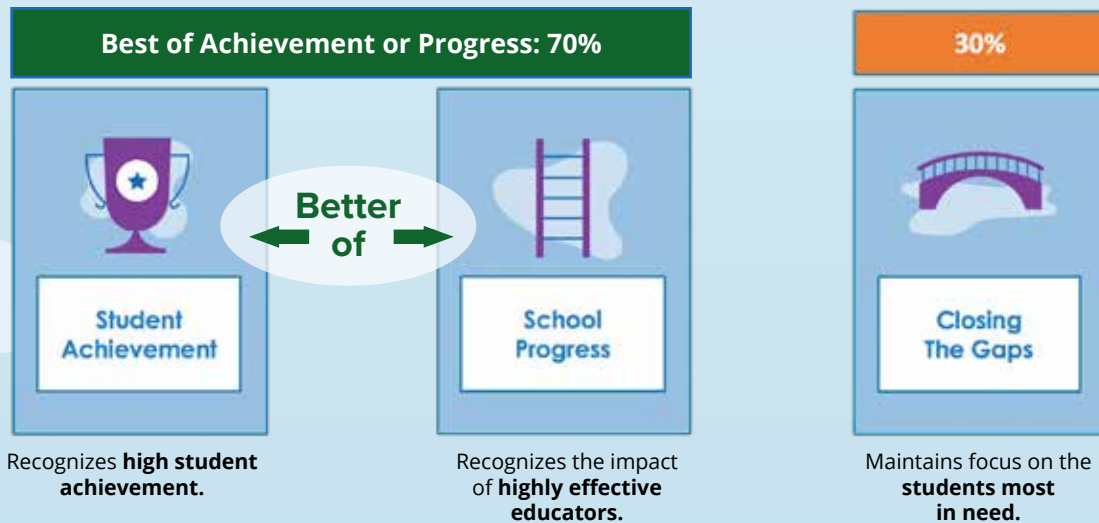 Best of Achievement or Progress: 70%
30%
Better
of
Student
Achievement
School
Progress
Closing
The Gaps
Recognizes high student
achievement.
Recognizes the impact
of highly effective
educators.
Maintains focus on the
students most
in need.